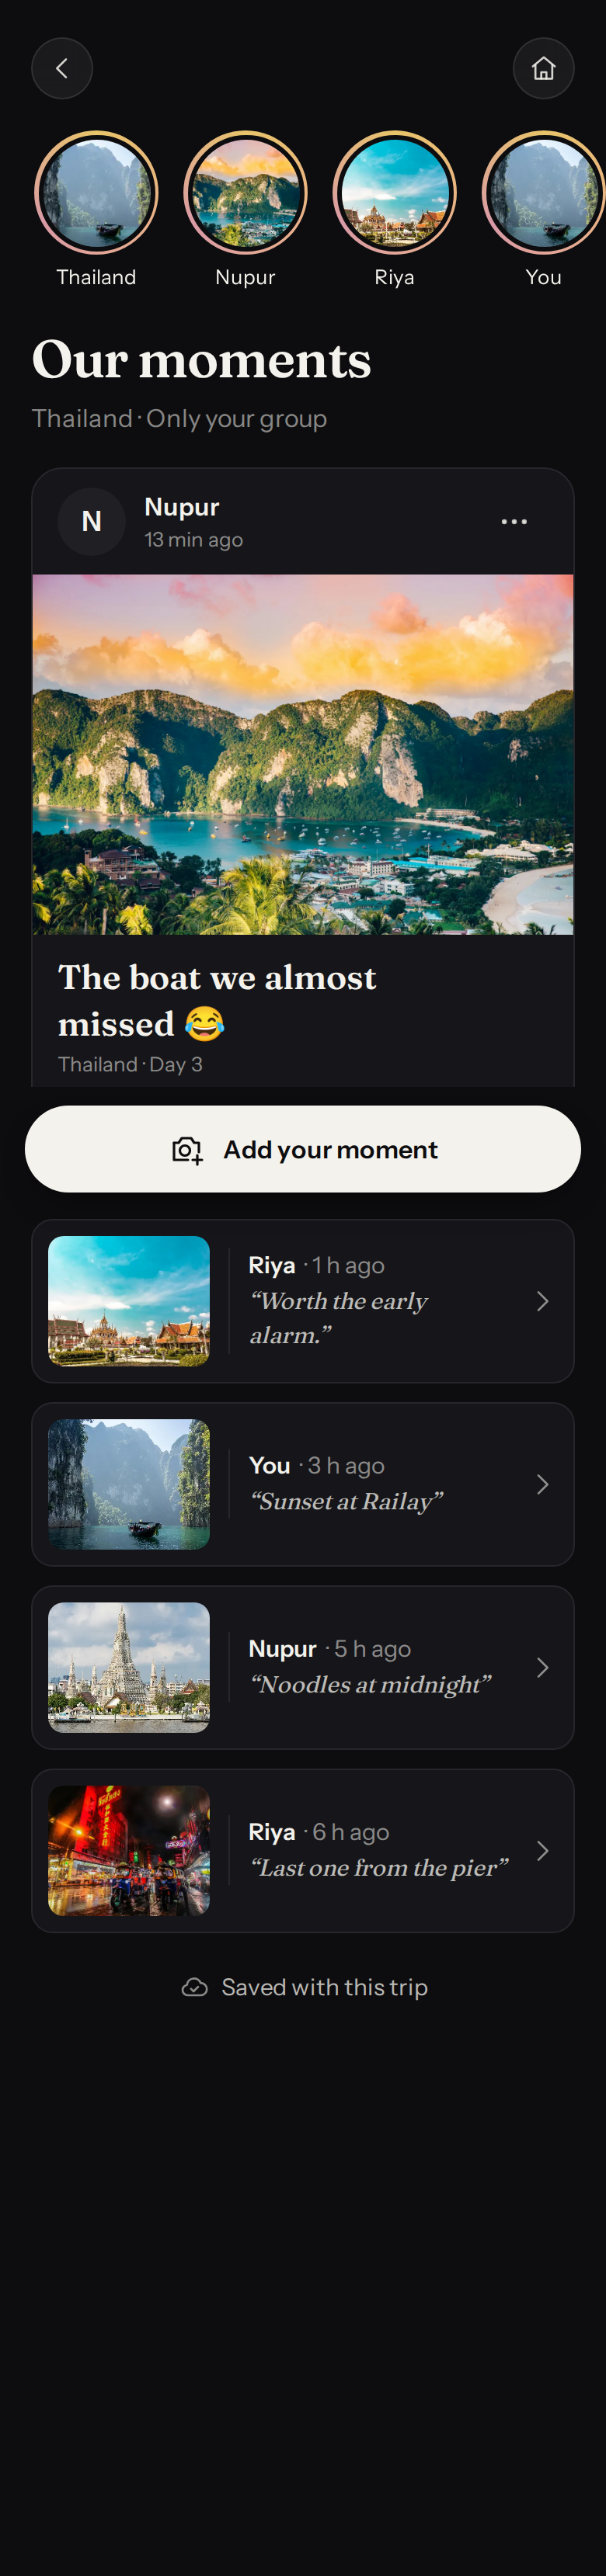 Thailand
Nupur
Riya
You
Our moments
Thailand · Only your group
N
Nupur
13 min ago
The boat we almost
missed 😂
Thailand · Day 3
Add your moment
Riya · 1 h ago
“Worth the early
alarm.”
You · 3 h ago
“Sunset at Railay”
Nupur · 5 h ago
“Noodles at midnight”
Riya · 6 h ago
“Last one from the pier”
Saved with this trip